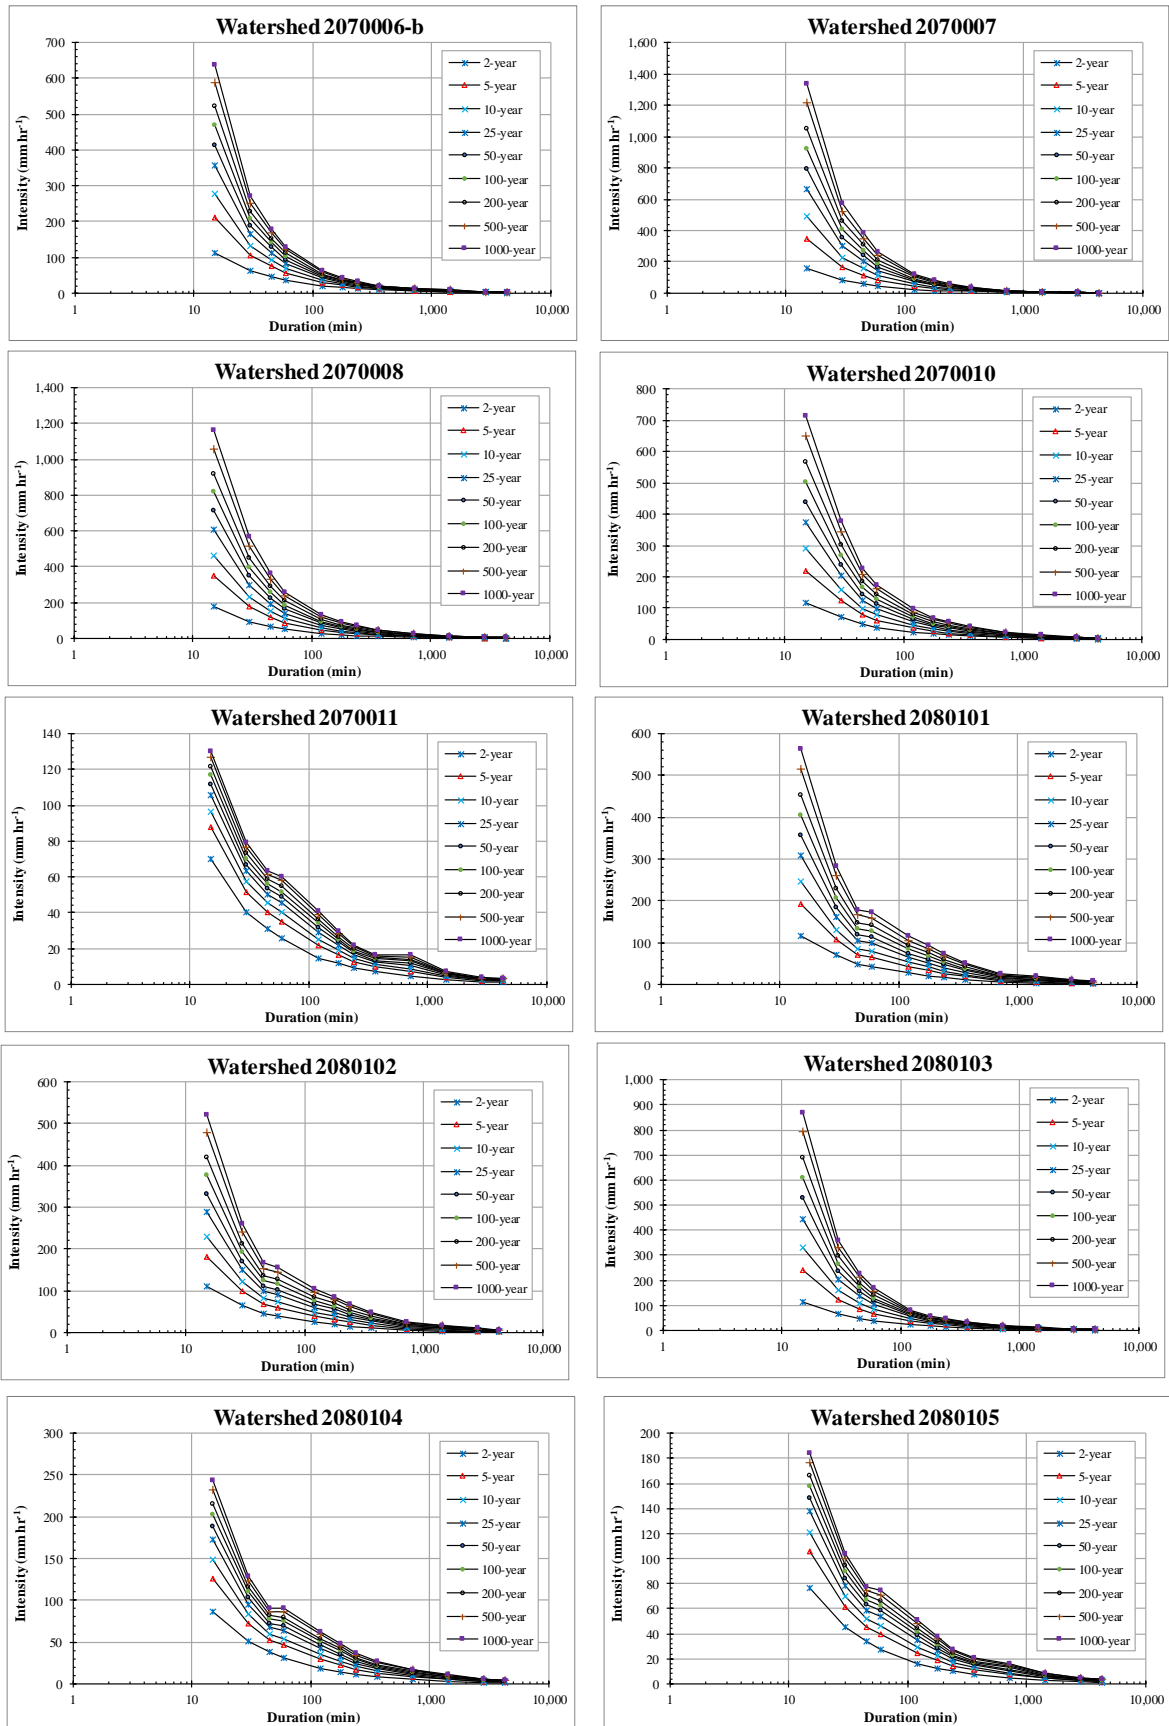 Watershed 2070006-b
700
600
500
400
300
200
100
0
1
10
100
1,000
10,000
Intensity (mm hr-1)
Duration (min)
2-year
5-year
10-year
25-year
50-year
100-year
200-year
500-year
1000-year
Watershed 2070007
1,600
1,400
1,200
1,000
800
600
400
200
0
1
10
100
1,000
10,000
Intensity (mm hr-1)
Duration (min)
2-year
5-year
10-year
25-year
50-year
100-year
200-year
500-year
1000-year
Watershed 2070008
1,400
1,200
1,000
800
600
400
200
0
1
10
100
1,000
10,000
Intensity (mm hr-1)
Duration (min)
2-year
5-year
10-year
25-year
50-year
100-year
200-year
500-year
1000-year
Watershed 2070010
800
700
600
500
400
300
200
100
0
1
10
100
1,000
10,000
Intensity (mm hr-1)
Duration (min)
2-year
5-year
10-year
25-year
50-year
100-year
200-year
500-year
1000-year
Watershed 2070011
140
120
100
80
60
40
20
0
1
10
100
1,000
10,000
Intensity (mm hr-1)
Duration (min)
2-year
5-year
10-year
25-year
50-year
100-year
200-year
500-year
1000-year
Watershed 2080101
600
500
400
300
200
100
0
1
10
100
1,000
10,000
Intensity (mm hr-1)
Duration (min)
2-year
5-year
10-year
25-year
50-year
100-year
200-year
500-year
1000-year
Watershed 2080102
600
500
400
300
200
100
0
1
10
100
1,000
10,000
Intensity (mm hr-1)
Duration (min)
2-year
5-year
10-year
25-year
50-year
100-year
200-year
500-year
1000-year
Watershed 2080103
1,000
900
800
700
600
500
400
300
200
100
0
1
10
100
1,000
10,000
Intensity (mm hr-1)
Duration (min)
2-year
5-year
10-year
25-year
50-year
100-year
200-year
500-year
1000-year
Watershed 2080104
300
250
200
150
100
50
0
1
10
100
1,000
10,000
Intensity (mm hr-1)
Duration (min)
2-year
5-year
10-year
25-year
50-year
100-year
200-year
500-year
1000-year
Watershed 2080105
200
180
160
140
120
100
80
60
40
20
0
1
10
100
1,000
10,000
Intensity (mm hr-1)
Duration (min)
2-year
5-year
10-year
25-year
50-year
100-year
200-year
500-year
1000-year